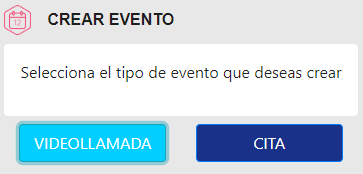 12
CREAR EVENTO
Selecciona el tipo de evento que deseas crear
VIDEOLLAMADA
CITA